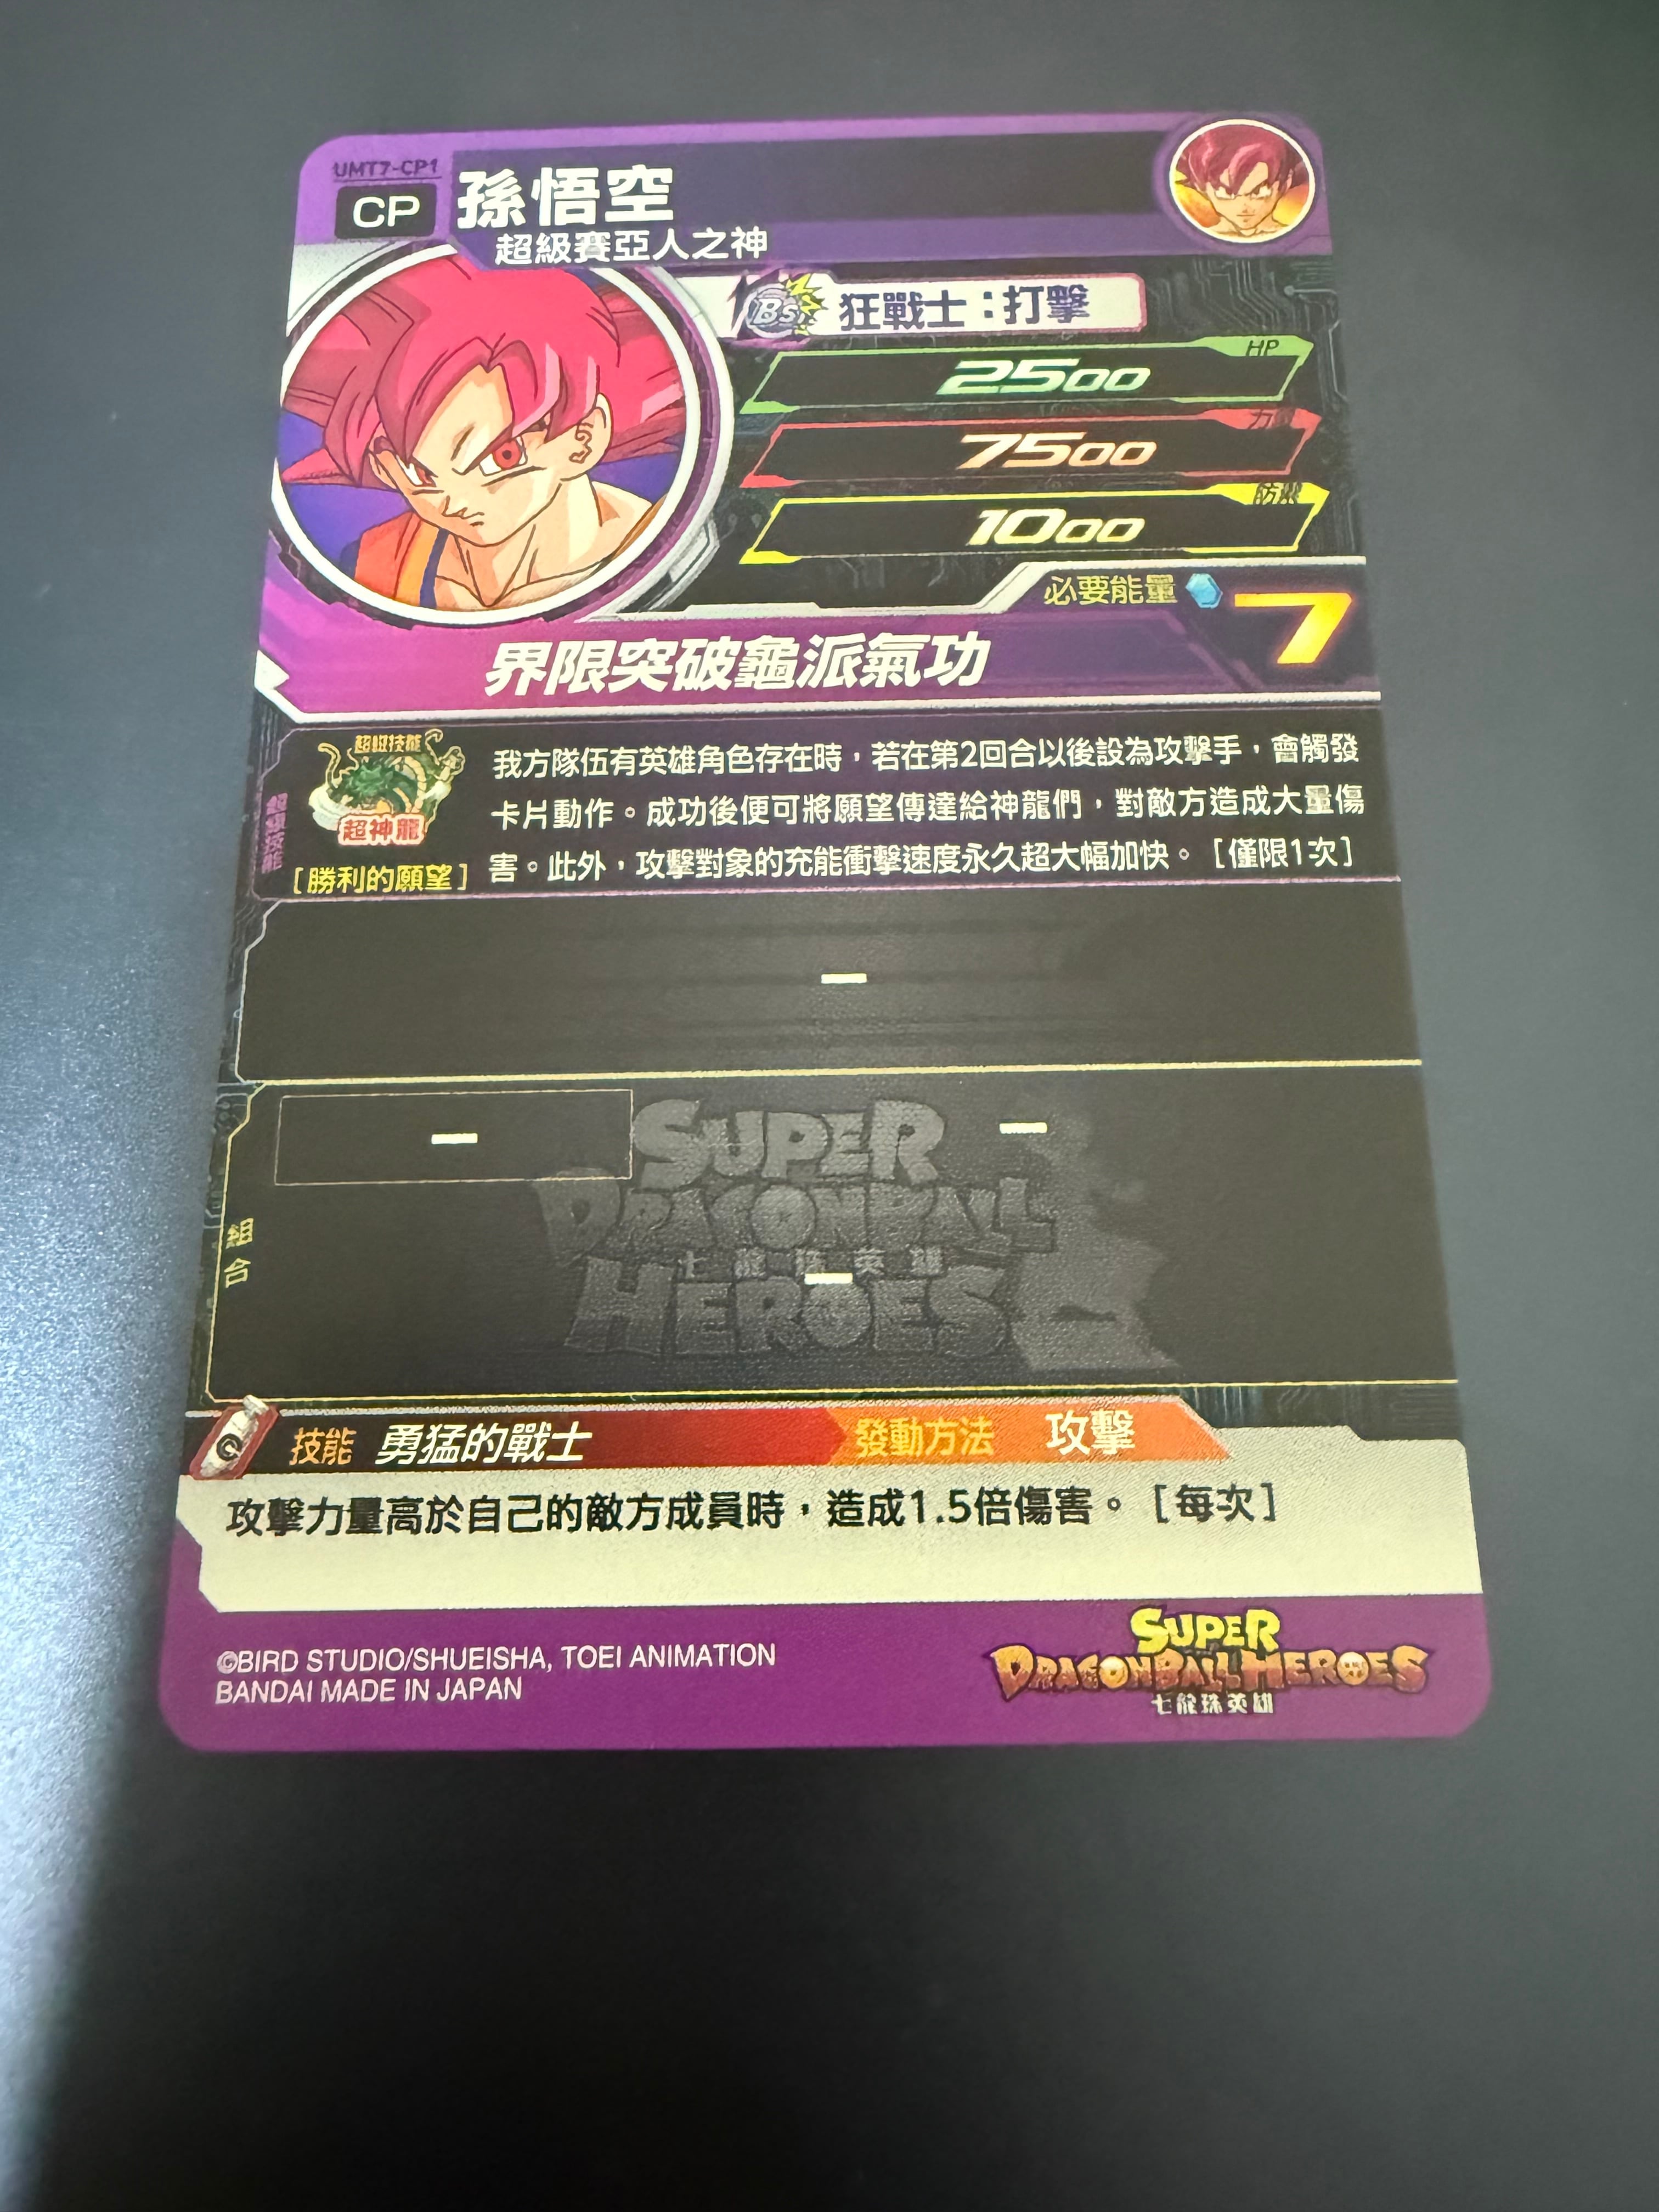 UMT7-CP1
CP
孫悟空
超級賽亞人之神
Bs
狂戰士：打擊
HP
2500
力量
7500
防禦
1000
必要能量
7
界限突破龜派氣功
超級技能
超神龍
[勝利的願望]
我方隊伍有英雄角色存在時，若在第2回合以後設為攻擊手，會觸發
卡片動作。成功後便可將願望傳達給神龍們，對敵方造成大量傷
害。此外，攻擊對象的充能衝擊速度永久超大幅加快。[僅限1次]
-
-
-
-
組合
SUPER
DRAGONBALL
七龍珠英雄
HEROES
技能 勇猛的戰士 發動方法 攻擊
攻擊力量高於自己的敵方成員時，造成1.5倍傷害。[每次]
©BIRD STUDIO/SHUEISHA, TOEI ANIMATION
BANDAI MADE IN JAPAN
SUPER
DRAGONBALL HEROES
七龍珠英雄